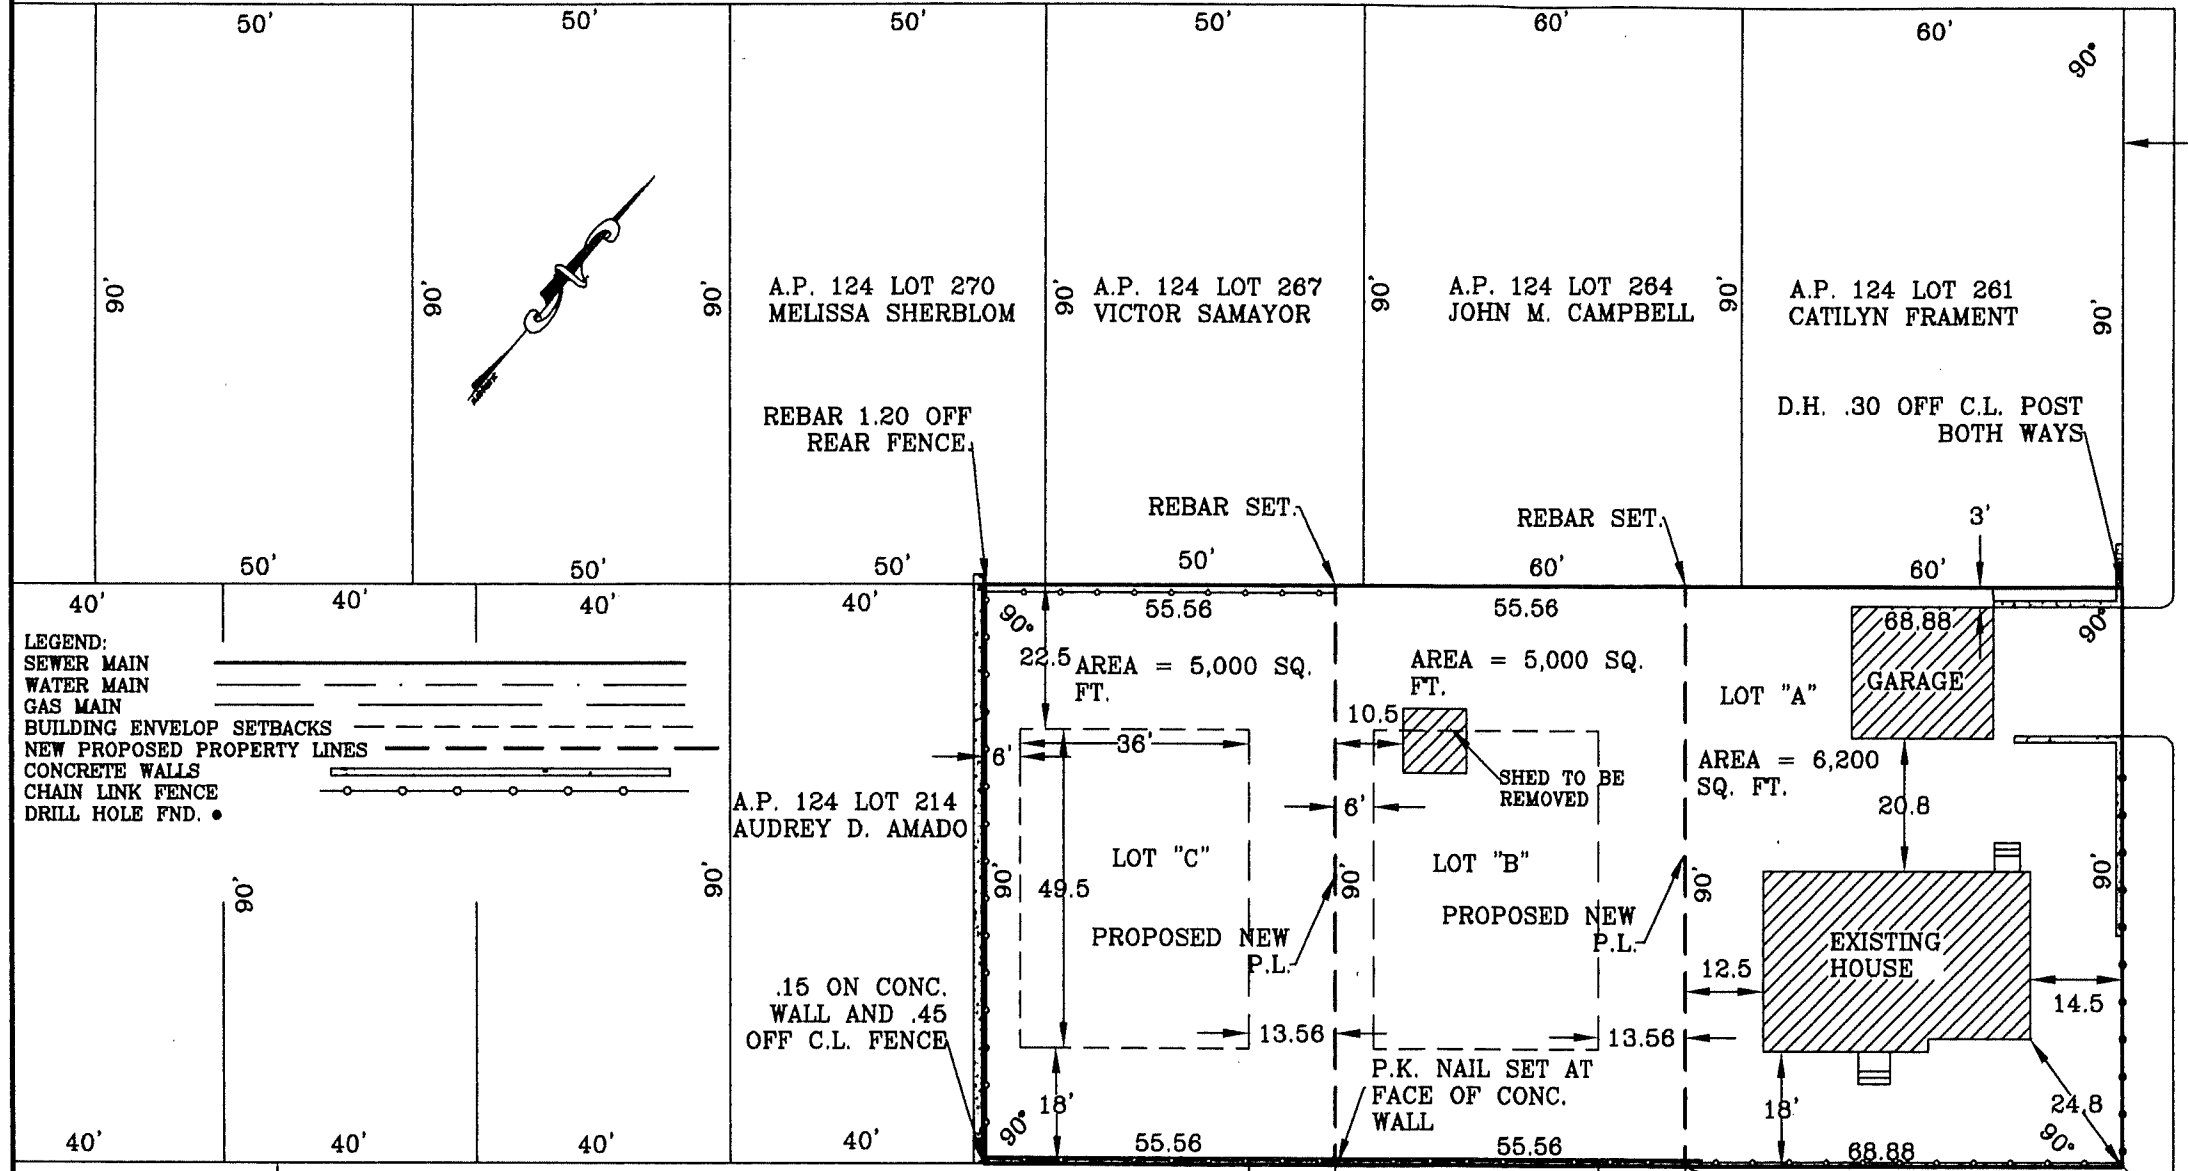 50'
50'
50'
50'
60'
60'
90°
90'
90'
90'
A.P. 124 LOT 270
MELISSA SHERBLOM
90'
A.P. 124 LOT 267
VICTOR SAMAYOR
90'
A.P. 124 LOT 264
JOHN M. CAMPBELL
90'
A.P. 124 LOT 261
CATILYN FRAMENT
90'
REBAR 1.20 OFF
REAR FENCE.
D.H. .30 OFF C.L. POST
BOTH WAYS
REBAR SET.
REBAR SET.
3'
50'
50'
50'
50'
60'
60'
40'
40'
40'
40'
55.56
55.56
68.88'
90°
90°
LEGEND:
SEWER MAIN
WATER MAIN
GAS MAIN
BUILDING ENVELOP SETBACKS
NEW PROPOSED PROPERTY LINES
CONCRETE WALLS
CHAIN LINK FENCE
DRILL HOLE FND.
22.5
AREA = 5,000 SQ.
FT.
AREA = 5,000 SQ.
FT.
LOT "A"
GARAGE
10.5
36'
6'
SHED TO BE
REMOVED
AREA = 6,200
SQ. FT.
A.P. 124 LOT 214
AUDREY D. AMADO
6'
20.8
LOT "C"
LOT "B"
90'
90'
90'
49.5
90'
90'
90'
PROPOSED NEW
P.L.
PROPOSED NEW
P.L.
EXISTING
HOUSE
12.5
14.5
.15 ON CONC.
WALL AND .45
OFF C.L. FENCE
13.56
13.56
P.K. NAIL SET AT
FACE OF CONC.
WALL
18'
18'
24.8
90°
90°
40'
40'
40'
40'
55.56
55.56
68.88